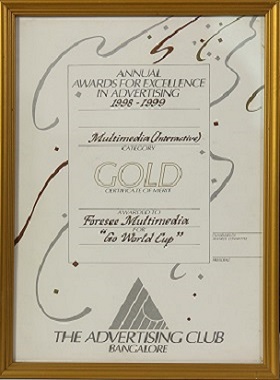 ANNUAL
AWARDS FOR EXCELLENCE
IN ADVERTISING
1998 - 1999
Multimedia (Interactive)
CATEGORY
GOLD
CERTIFICATE OF MERIT
AWARDED TO
Foresee Multimedia
FOR
"Go World Cup"
THE ADVERTISING CLUB
BANGALORE